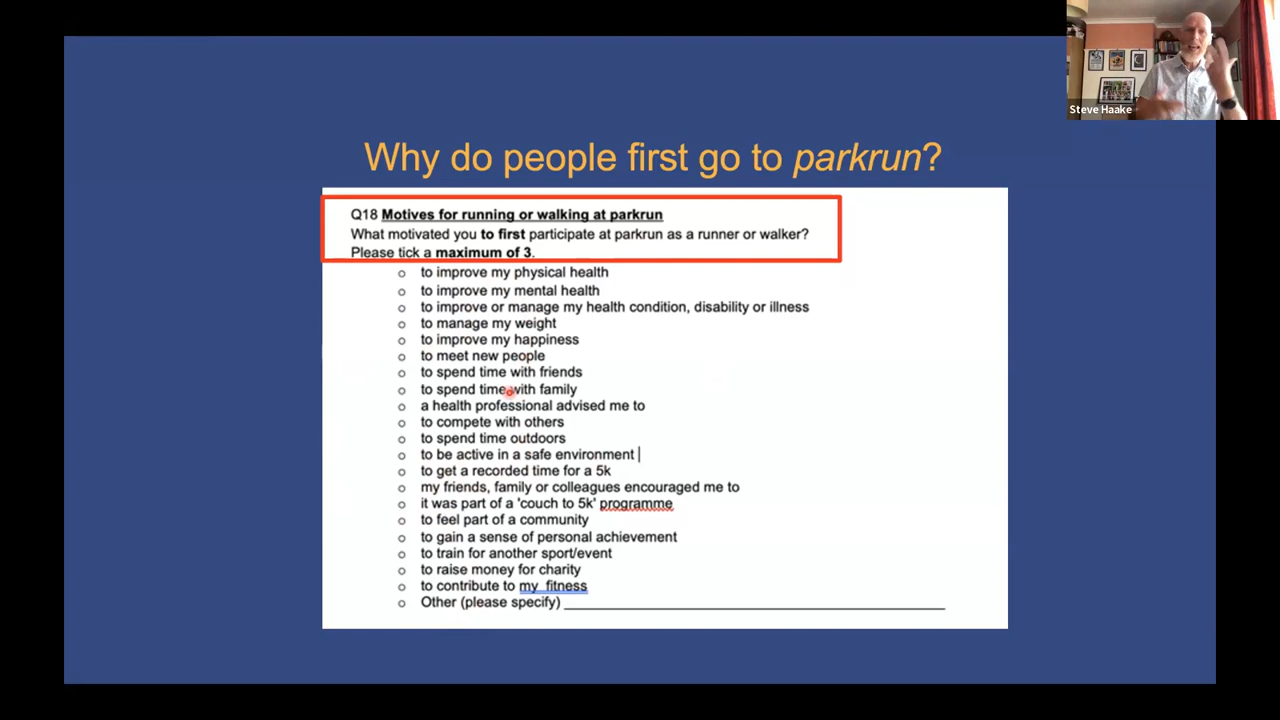 Steve Haake
Why do people first go to parkrun?
Q18 Motives for running or walking at parkrun
What motivated you to first participate at parkrun as a runner or walker?
Please tick a maximum of 3.
o to improve my physical health
o to improve my mental health
o to improve or manage my health condition, disability or illness
o to manage my weight
o to improve my happiness
o to meet new people
o to spend time with friends
o to spend time with family
o a health professional advised me to
o to compete with others
o to spend time outdoors
o to be active in a safe environment
o to get a recorded time for a 5k
o my friends, family or colleagues encouraged me to
o it was part of a 'couch to 5k' programme
o to feel part of a community
o to gain a sense of personal achievement
o to train for another sport/event
o to raise money for charity
o to contribute to my fitness
o Other (please specify)